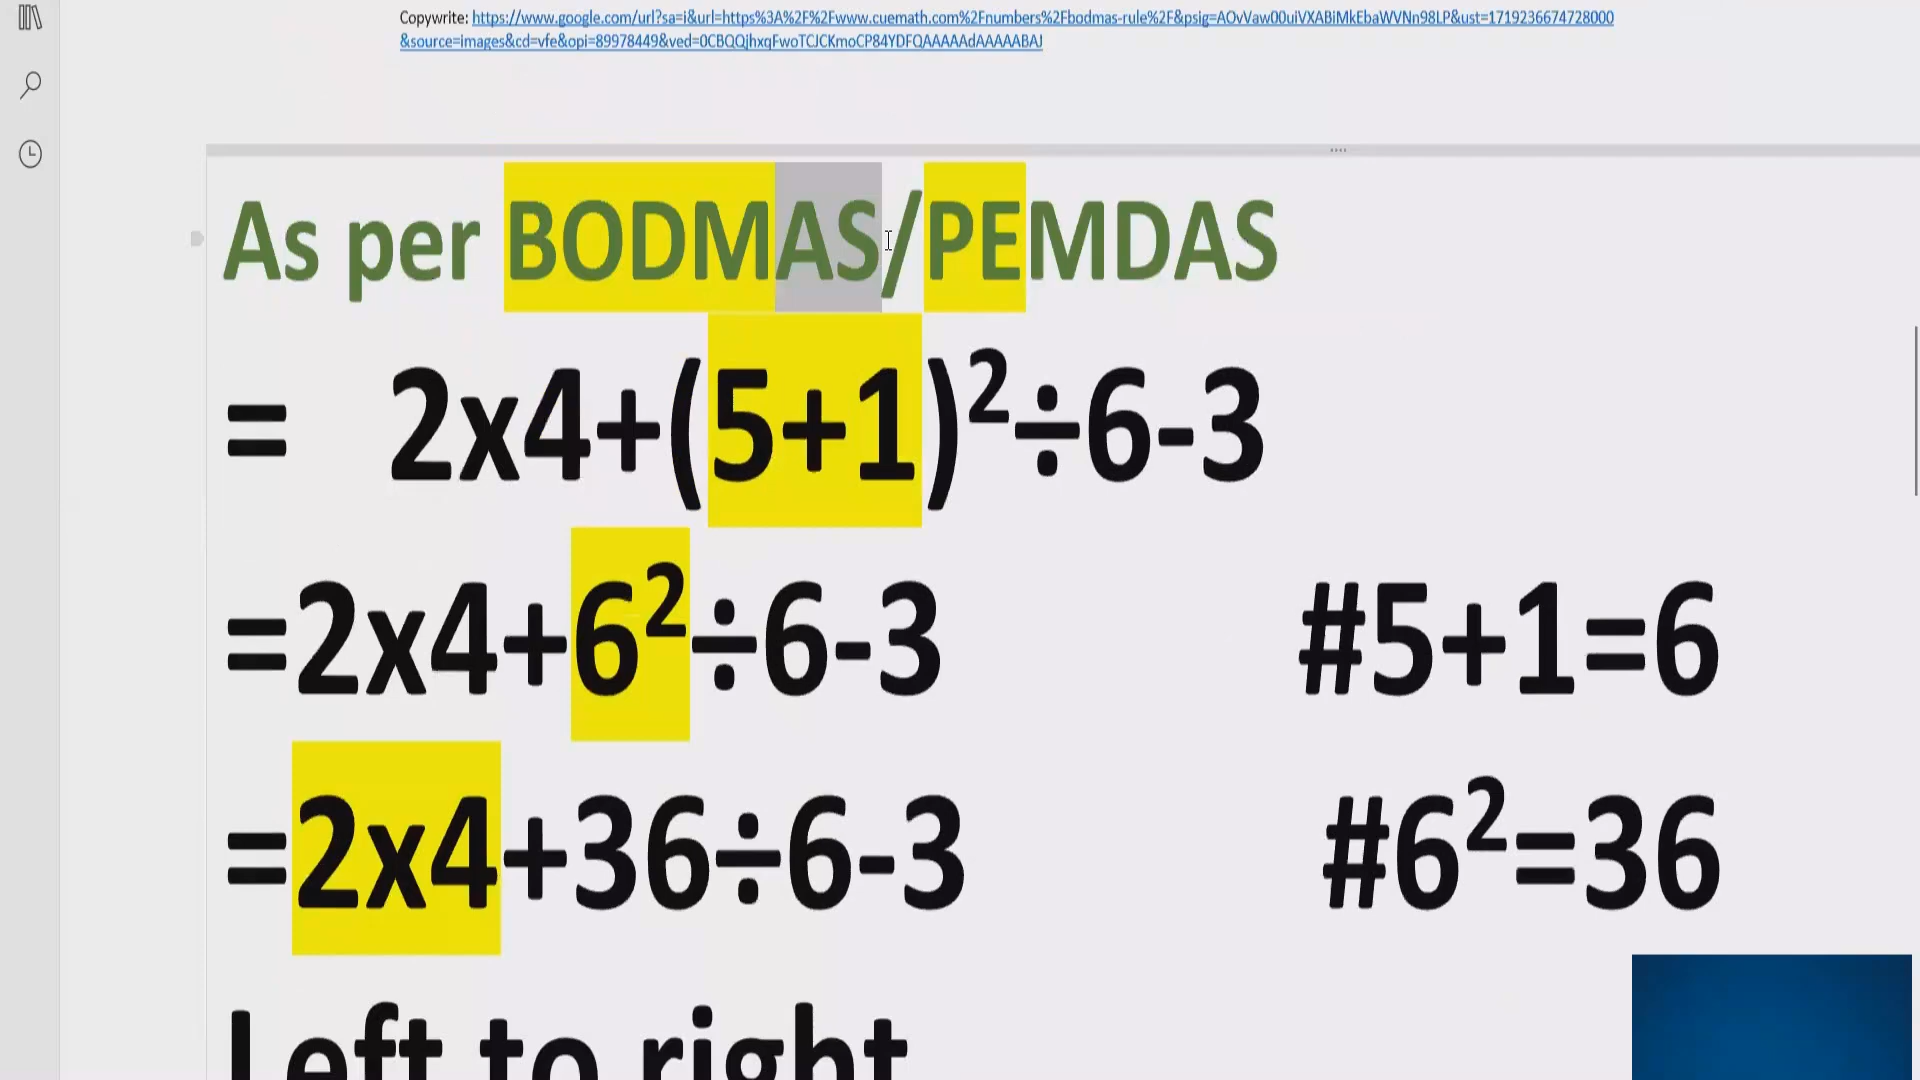 Copywrite: https://www.google.com/url?sa=i&url=https%3A%2F%2Fwww.cuemath.com%2Fnumbers%2Fbodmas-rule%2F&psig=AOvVaw00uiVXABiMkEbaWVNn98LP&ust=1719236674728000
&source=images&cd=vfe&opi=89978449&ved=0CBQQjhxqFwoTCJCKmoCP84YDFQAAAAAdAAAAABAJ
As per BODMAS/PEMDAS
= 2x4+(5+1)²÷6-3
=2x4+6²÷6-3 #5+1=6
=2x4+36÷6-3 #6²=36
Left to right